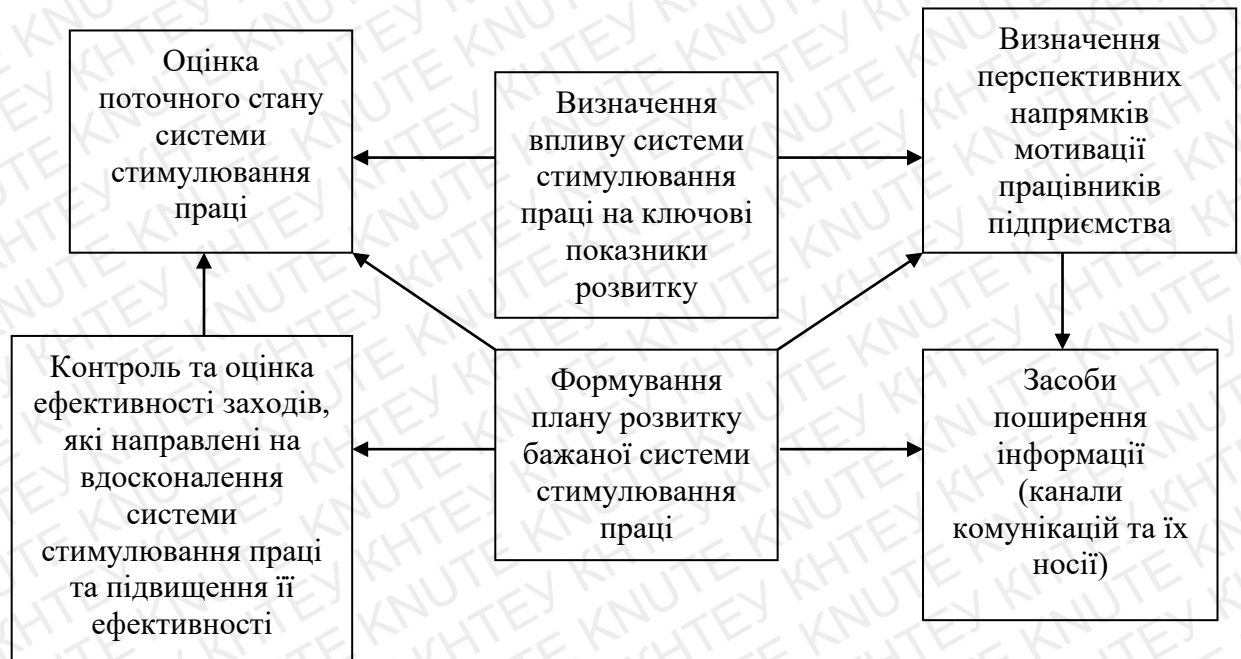 Оцінка
поточного стану
системи
стимулювання
праці
Визначення
впливу системи
стимулювання
праці на ключові
показники
розвитку
Визначення
перспективних
напрямків
мотивації
працівників
підприємства
Контроль та оцінка
ефективності заходів,
які направлені на
вдосконалення
системи
стимулювання праці
та підвищення її
ефективності
Формування
плану розвитку
бажаної системи
стимулювання
праці
Засоби
поширення
інформації
(канали
комунікацій та їх
носії)